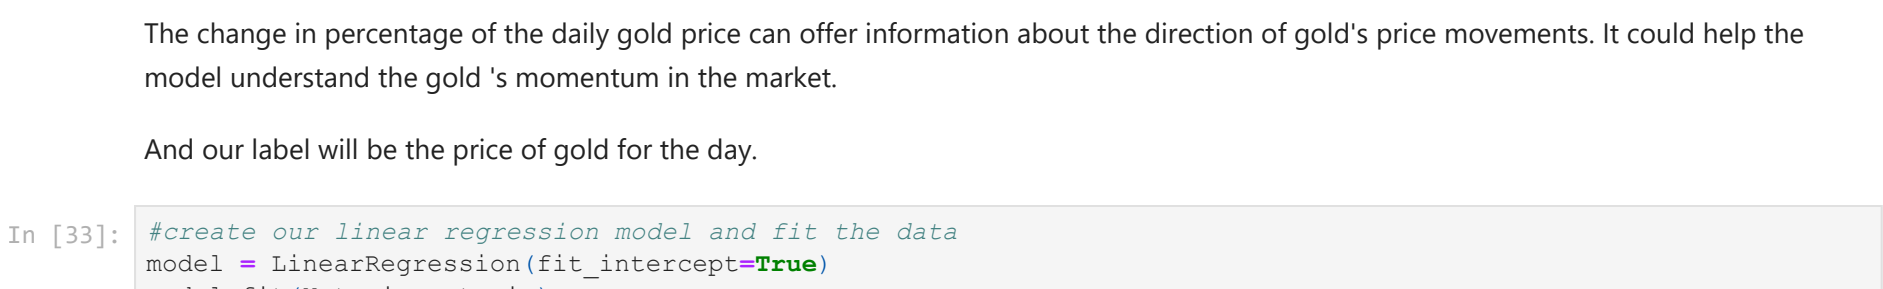 The change in percentage of the daily gold price can offer information about the direction of gold's price movements. It could help the
model understand the gold 's momentum in the market.
And our label will be the price of gold for the day.
In [33]: #create our linear regression model and fit the data
model = LinearRegression(fit_intercept=True)